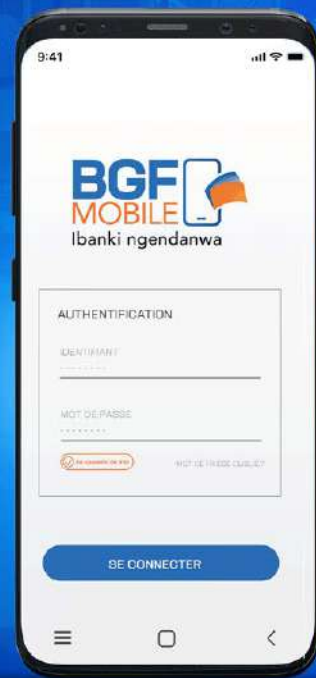 9:41
BGF
MOBILE
Ibanki ngendanwa
AUTHENTIFICATION
IDENTIFIANT
MOT DE PASSE
MOT DE PASSE OUBLIÉ?
SE CONNECTER